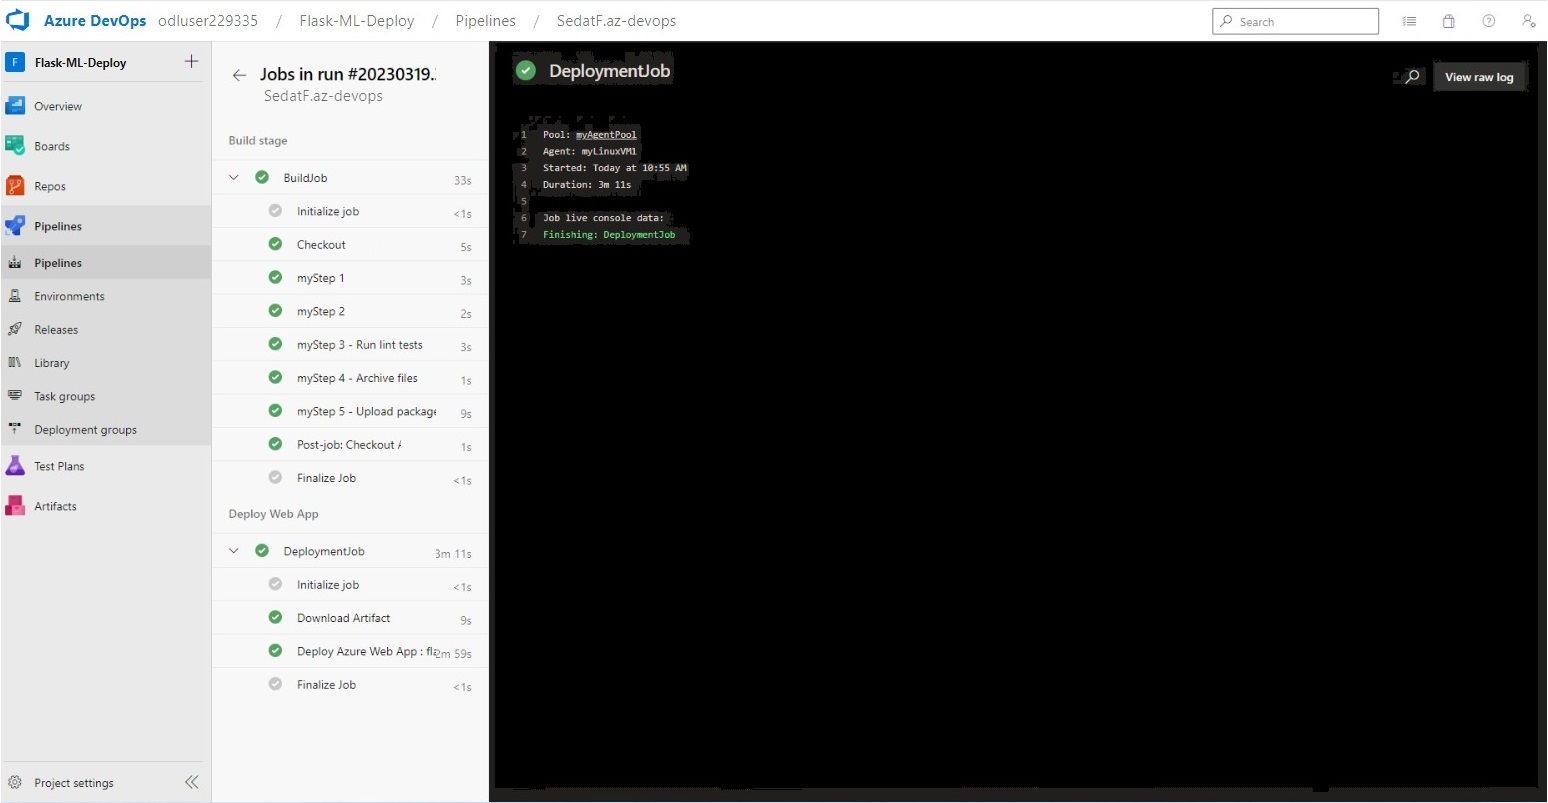 Azure DevOps odluser229335 / Flask-ML-Deploy / Pipelines / SedatF.az-devops
Search
F Flask-ML-Deploy +
Overview
Boards
Repos
Pipelines
Pipelines
Environments
Releases
Library
Task groups
Deployment groups
Test Plans
Artifacts
Project settings
Jobs in run #20230319.
SedatF.az-devops
Build stage
BuildJob 33s
Initialize job <1s
Checkout 5s
myStep 1 3s
myStep 2 2s
myStep 3 - Run lint tests 3s
myStep 4 - Archive files 1s
myStep 5 - Upload package 9s
Post-job: Checkout 1s
Finalize Job <1s
Deploy Web App
DeploymentJob 3m 11s
Initialize job <1s
Download Artifact 9s
Deploy Azure Web App : 2m 59s
Finalize Job <1s
DeploymentJob
View raw log
1 Pool: myAgentPool
2 Agent: myLinuxVM1
3 Started: Today at 10:55 AM
4 Duration: 3m 11s
5
6 Job live console data:
7 Finishing: DeploymentJob